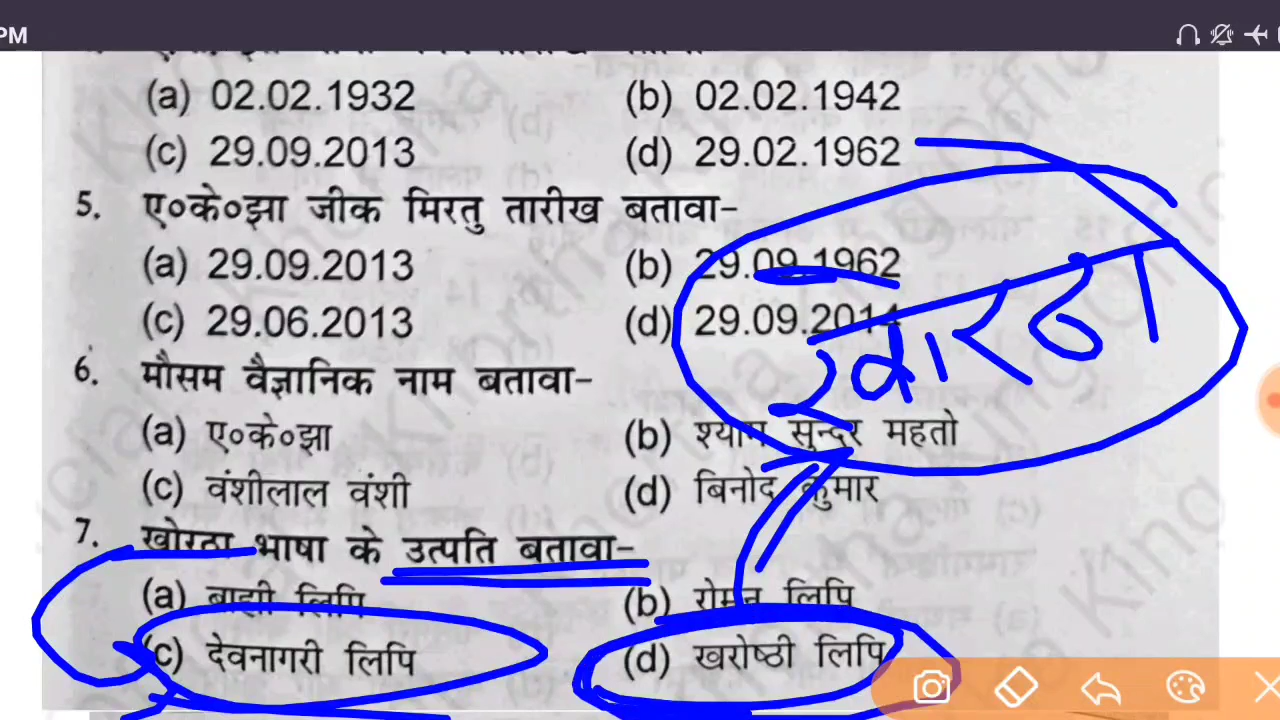 PM
(a) 02.02.1932 (b) 02.02.1942
(c) 29.09.2013 (d) 29.02.1962
5. ए०के०झा जीक मिरतु तारीख बतावा–
(a) 29.09.2013 (b) 29.09.1962
(c) 29.06.2013 (d) 29.09.2014
खारठा
6. मौसम वैज्ञानिक नाम बतावा–
(a) ए०के०झा (b) श्याम सुन्दर महतो
(c) वंशीलाल वंशी (d) बिनोद कुमार
7. खोरठा भाषा के उत्पति बतावा–
(a) बाह्मी लिपि (b) रोमन लिपि
(c) देवनागरी लिपि (d) खरोष्ठी लिपि